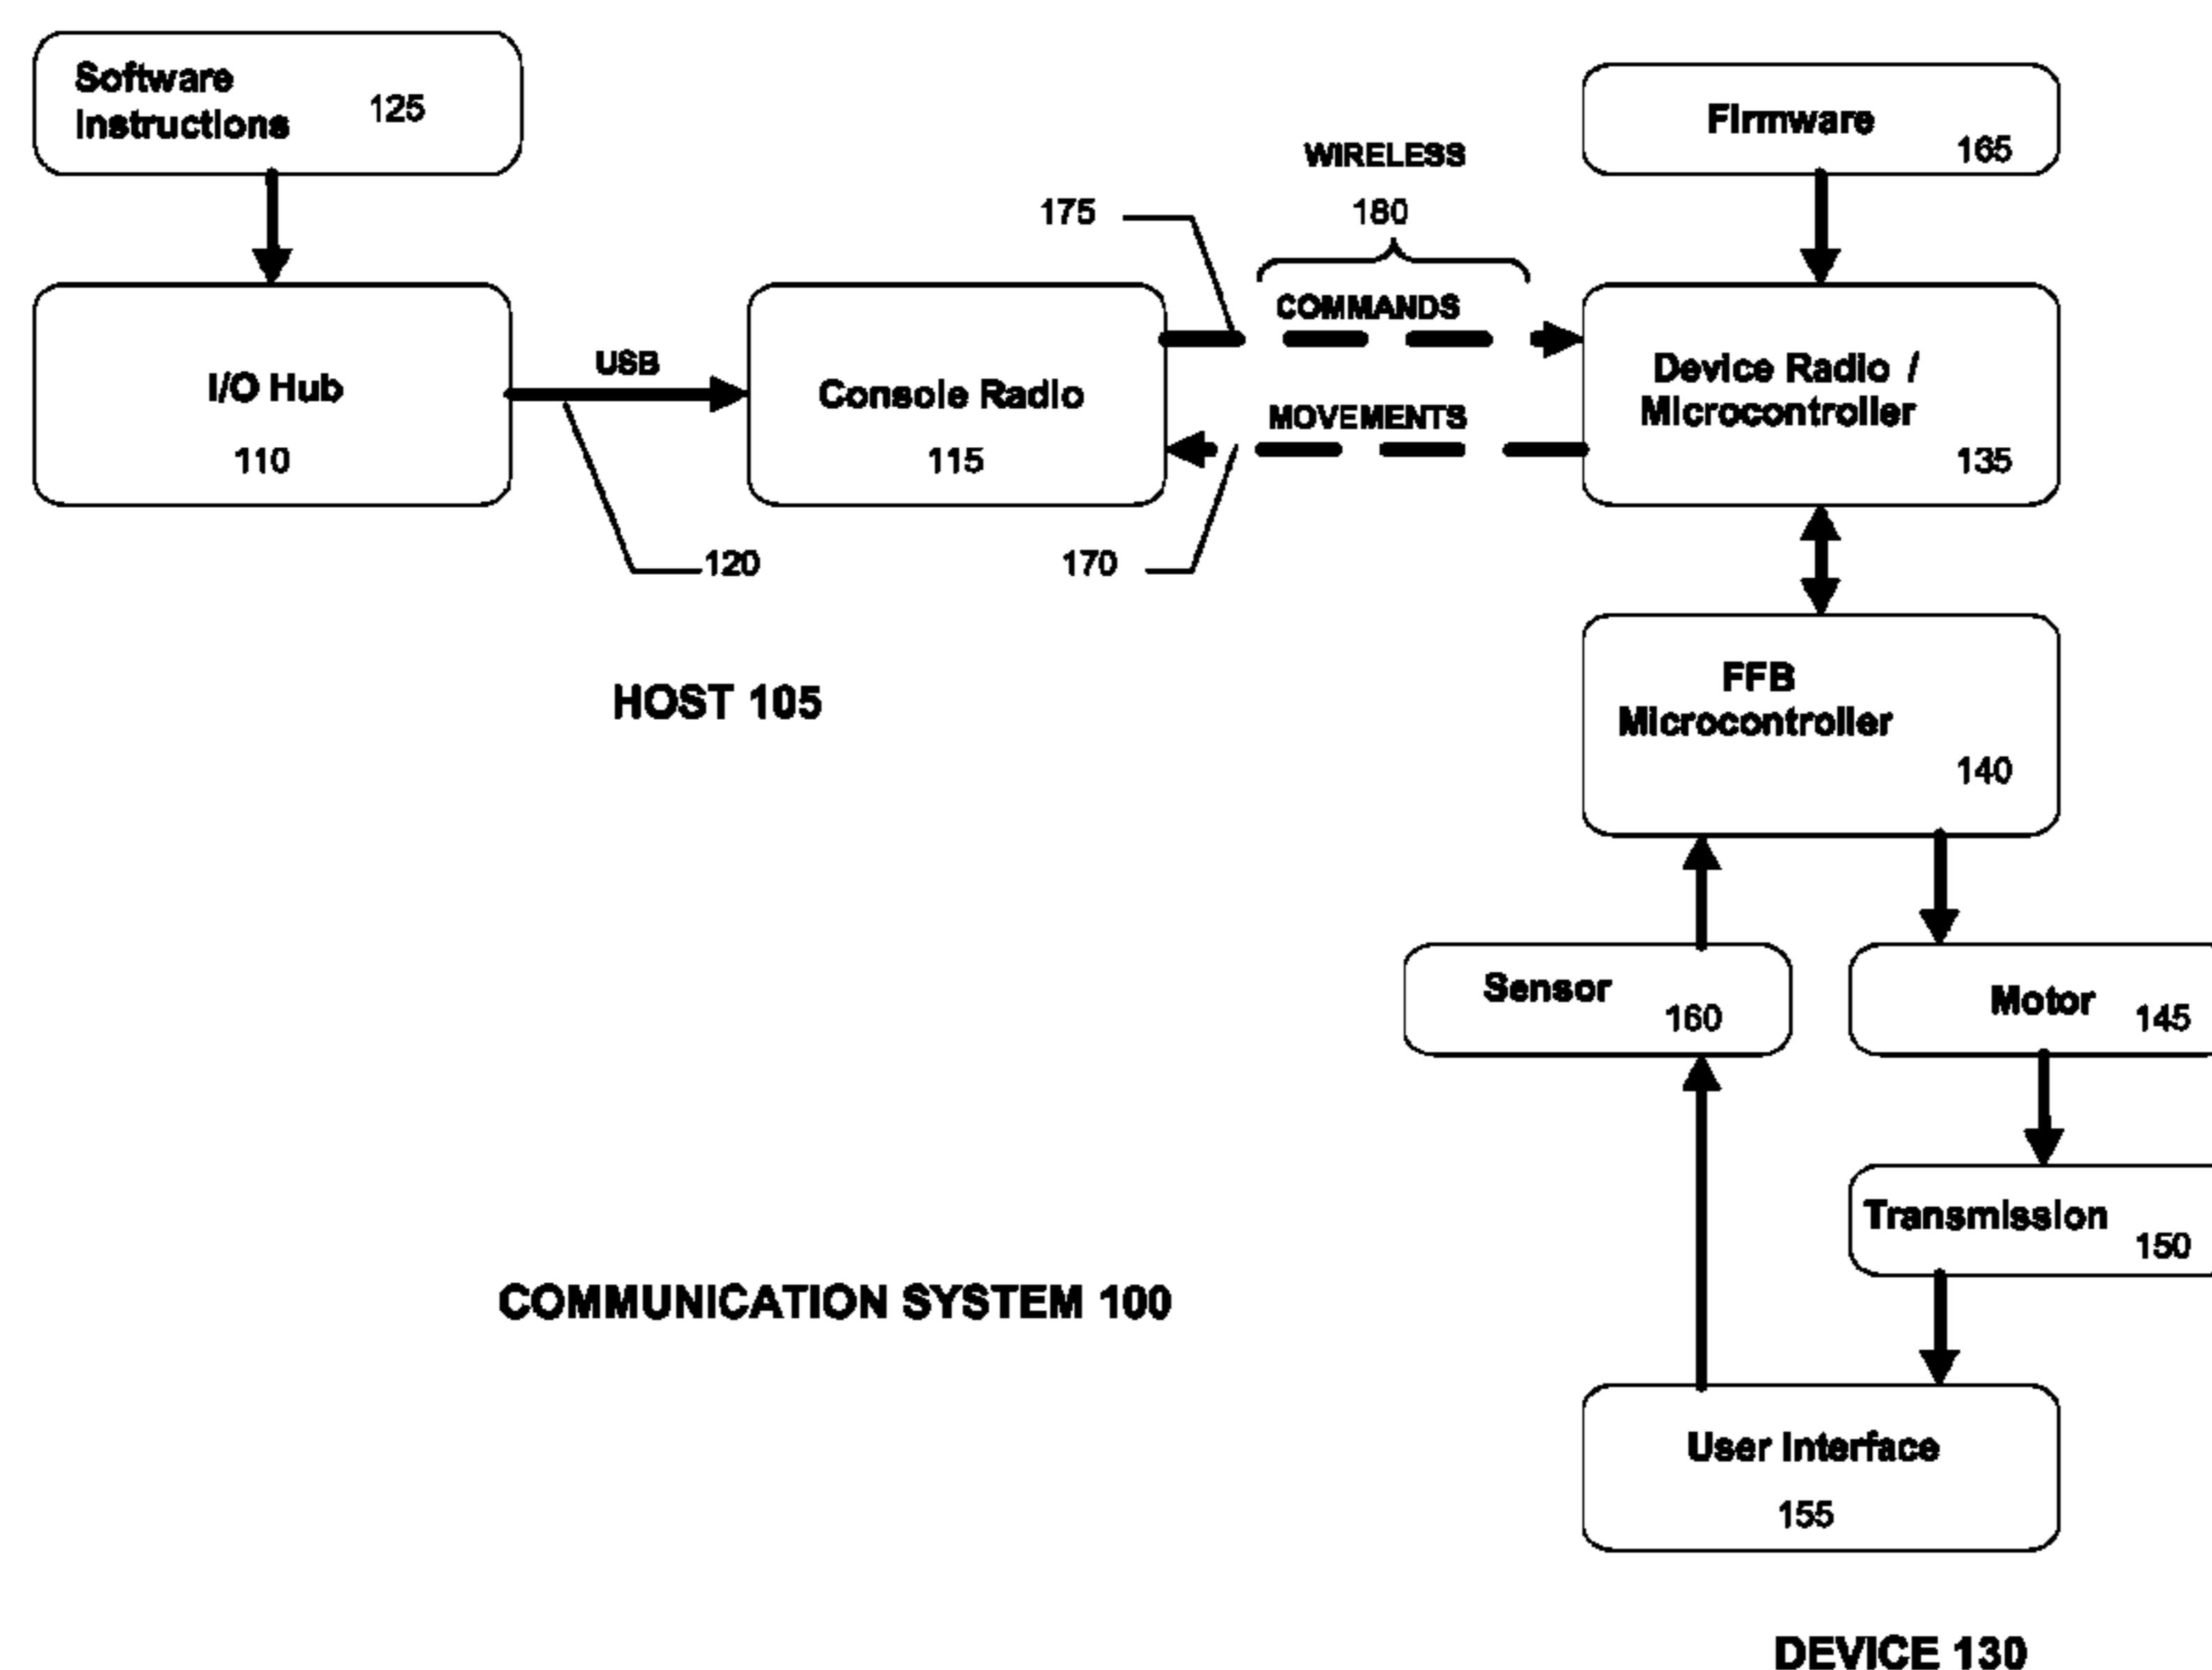 Software
Instructions
125
Firmware
165
WIRELESS
180
175
COMMANDS
I/O Hub
110
USB
120
Console Radio
115
MOVEMENTS
170
Device Radio /
Microcontroller
135
HOST 105
FFB
Microcontroller
140
Sensor
160
Motor
145
Transmission
150
COMMUNICATION SYSTEM 100
User Interface
155
DEVICE 130